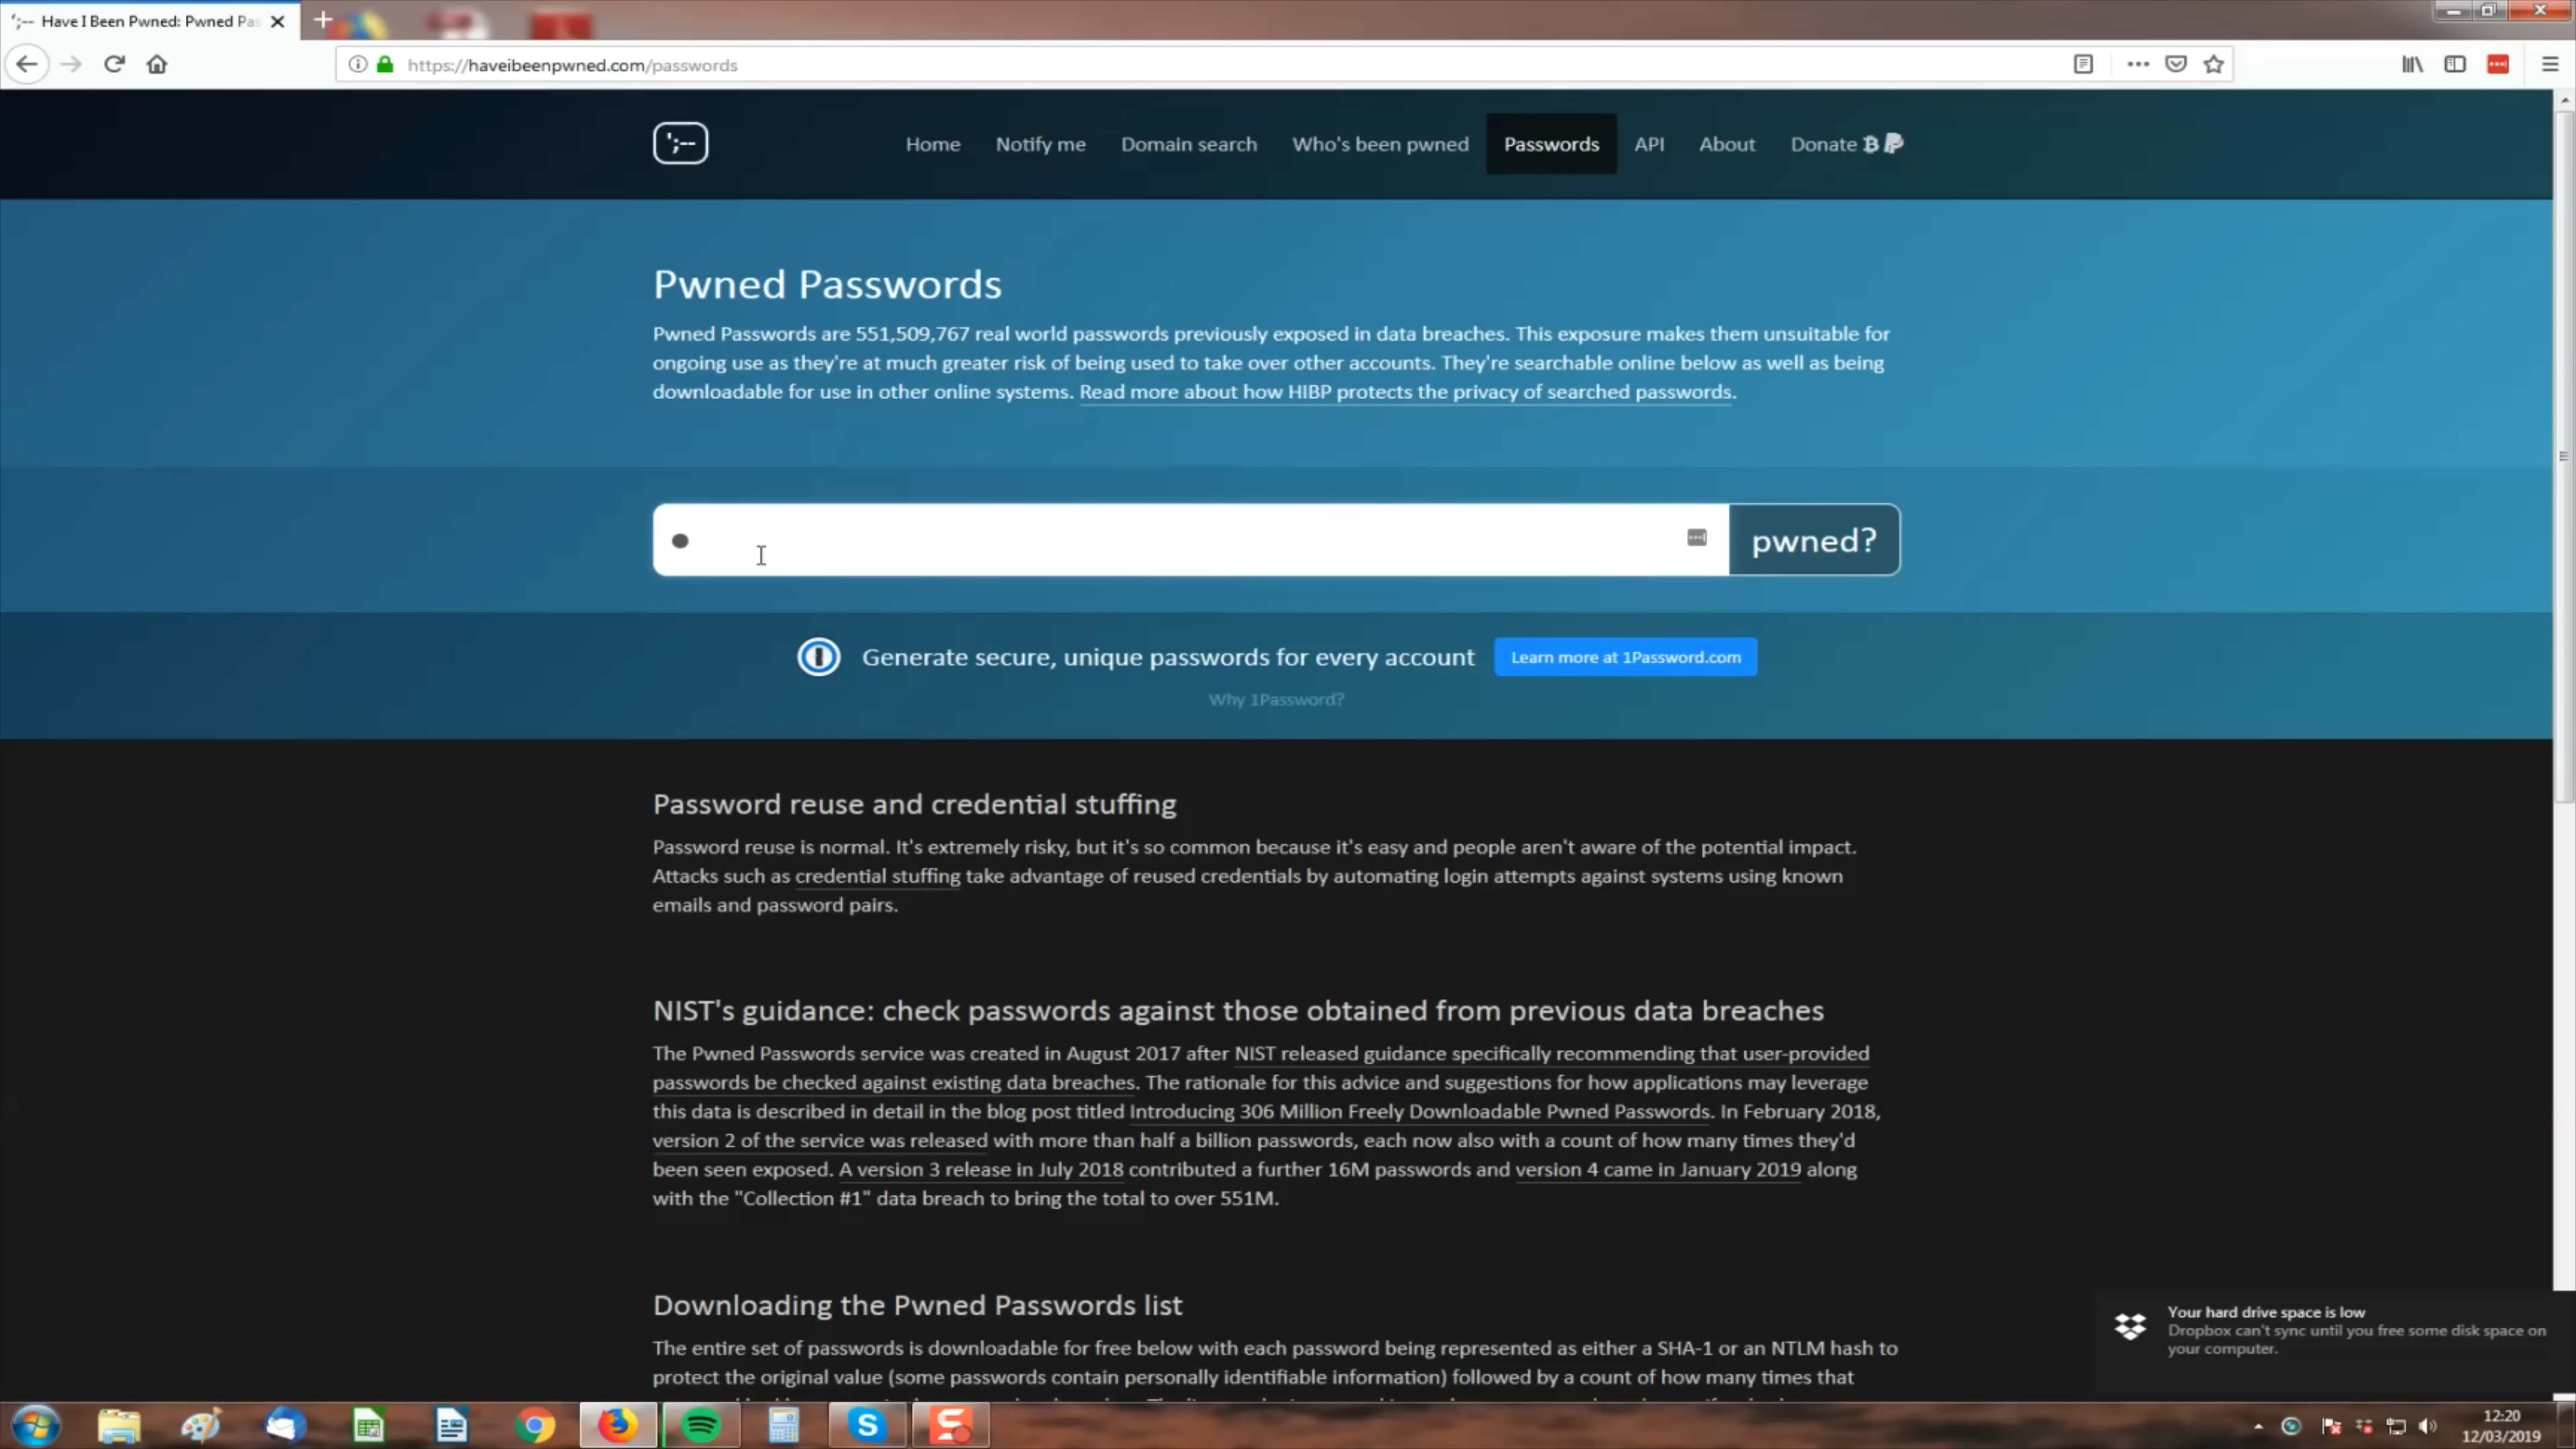 ';-- Have I Been Pwned: Pwned Pas
https://haveibeenpwned.com/passwords
';--
Home Notify me Domain search Who's been pwned Passwords API About Donate
Pwned Passwords
Pwned Passwords are 551,509,767 real world passwords previously exposed in data breaches. This exposure makes them unsuitable for
ongoing use as they're at much greater risk of being used to take over other accounts. They're searchable online below as well as being
downloadable for use in other online systems. Read more about how HIBP protects the privacy of searched passwords.
pwned?
Generate secure, unique passwords for every account Learn more at 1Password.com
Why 1Password?
Password reuse and credential stuffing
Password reuse is normal. It's extremely risky, but it's so common because it's easy and people aren't aware of the potential impact.
Attacks such as credential stuffing take advantage of reused credentials by automating login attempts against systems using known
emails and password pairs.
NIST's guidance: check passwords against those obtained from previous data breaches
The Pwned Passwords service was created in August 2017 after NIST released guidance specifically recommending that user-provided
passwords be checked against existing data breaches. The rationale for this advice and suggestions for how applications may leverage
this data is described in detail in the blog post titled Introducing 306 Million Freely Downloadable Pwned Passwords. In February 2018,
version 2 of the service was released with more than half a billion passwords, each now also with a count of how many times they'd
been seen exposed. A version 3 release in July 2018 contributed a further 16M passwords and version 4 came in January 2019 along
with the "Collection #1" data breach to bring the total to over 551M.
Downloading the Pwned Passwords list
The entire set of passwords is downloadable for free below with each password being represented as either a SHA-1 or an NTLM hash to
protect the original value (some passwords contain personally identifiable information) followed by a count of how many times that
Your hard drive space is low
Dropbox can't sync until you free some disk space on
your computer.
12:20
12/03/2019